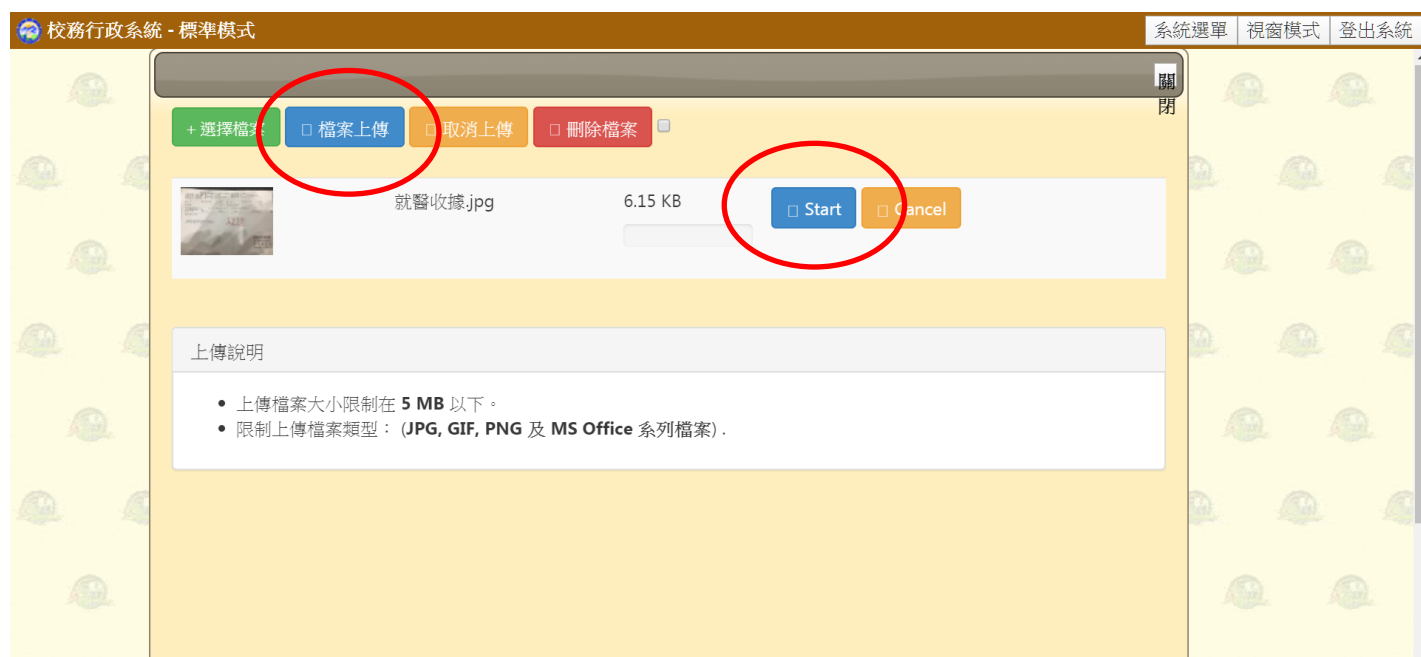 校務行政系統 - 標準模式
系統選單 視窗模式 登出系統
關閉
+ 選擇檔案 檔案上傳 取消上傳 刪除檔案
就醫收據.jpg 6.15 KB Start Cancel
上傳說明
• 上傳檔案大小限制在 5 MB 以下。
• 限制上傳檔案類型： (JPG, GIF, PNG 及 MS Office 系列檔案) .